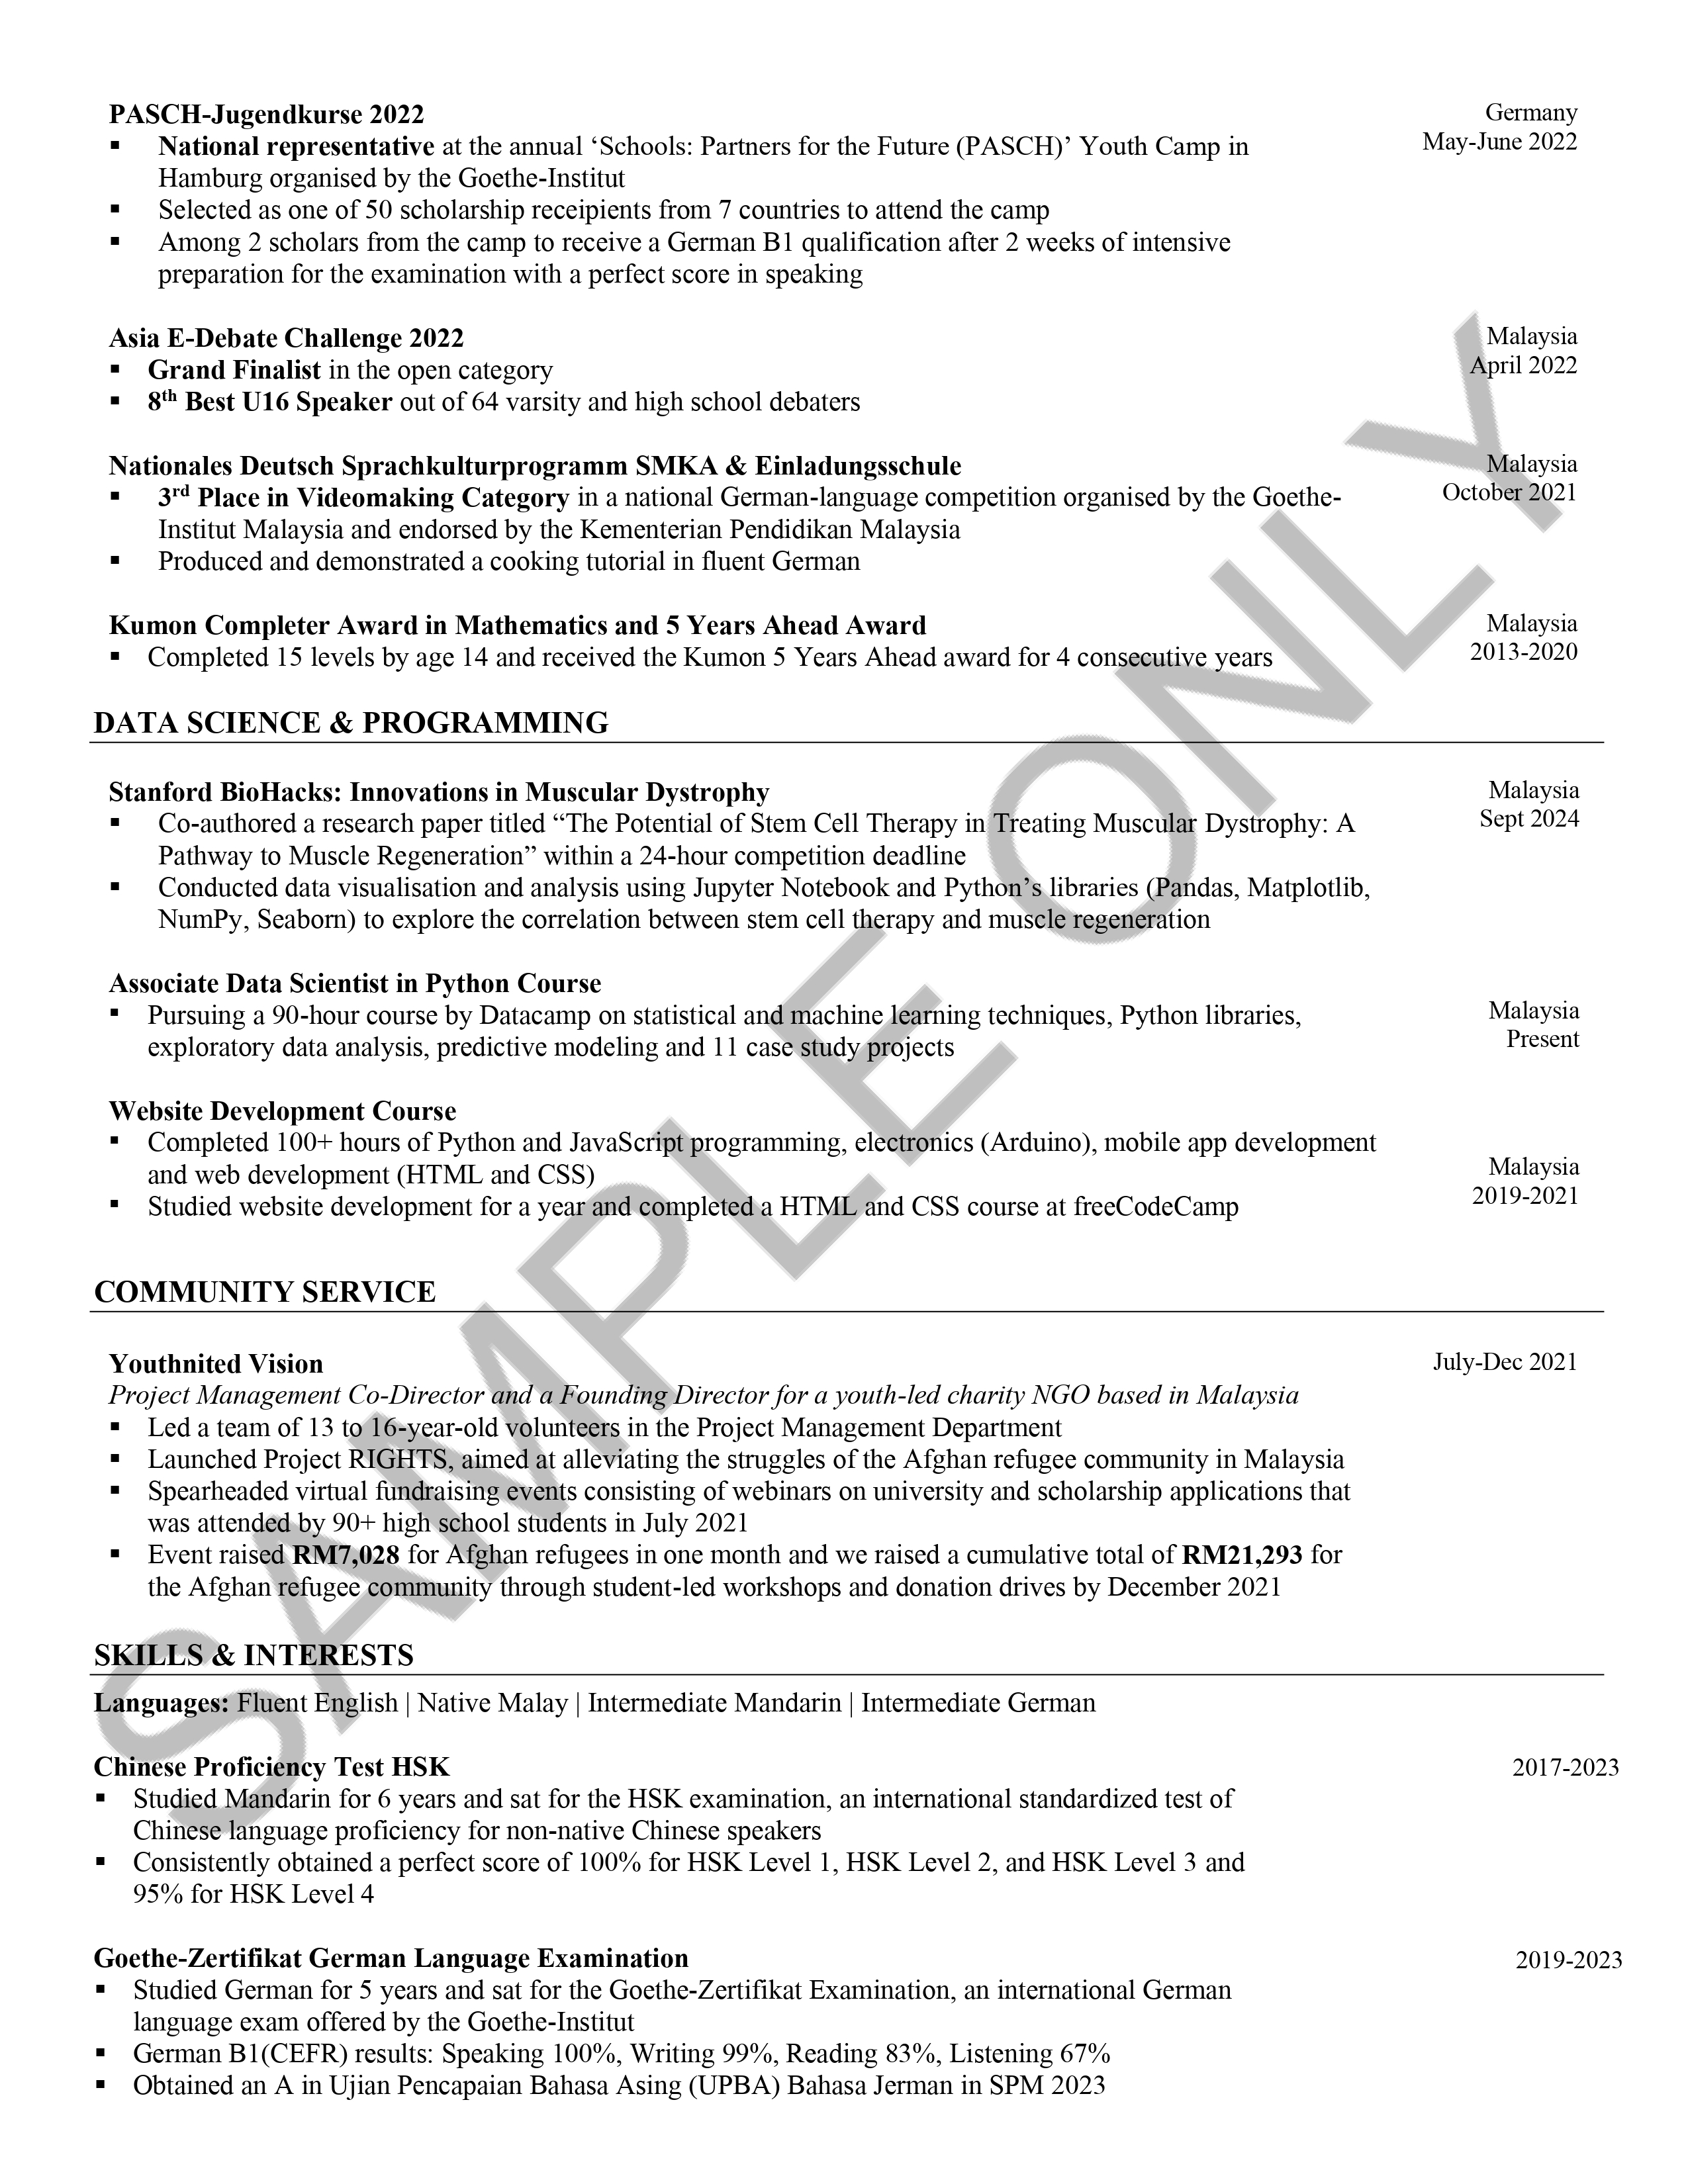 PASCH-Jugendkurse 2022
Germany
▪ National representative at the annual ‘Schools: Partners for the Future (PASCH)’ Youth Camp in
May-June 2022
Hamburg organised by the Goethe-Institut
▪ Selected as one of 50 scholarship receipients from 7 countries to attend the camp
▪ Among 2 scholars from the camp to receive a German B1 qualification after 2 weeks of intensive
preparation for the examination with a perfect score in speaking
Asia E-Debate Challenge 2022
Malaysia
▪ Grand Finalist in the open category
April 2022
▪ 8th Best U16 Speaker out of 64 varsity and high school debaters
Nationales Deutsch Sprachkulturprogramm SMKA & Einladungsschule
Malaysia
▪ 3rd Place in Videomaking Category in a national German-language competition organised by the Goethe-
October 2021
Institut Malaysia and endorsed by the Kementerian Pendidikan Malaysia
▪ Produced and demonstrated a cooking tutorial in fluent German
Kumon Completer Award in Mathematics and 5 Years Ahead Award
Malaysia
▪ Completed 15 levels by age 14 and received the Kumon 5 Years Ahead award for 4 consecutive years
2013-2020
DATA SCIENCE & PROGRAMMING
Stanford BioHacks: Innovations in Muscular Dystrophy
Malaysia
▪ Co-authored a research paper titled “The Potential of Stem Cell Therapy in Treating Muscular Dystrophy: A
Sept 2024
Pathway to Muscle Regeneration” within a 24-hour competition deadline
▪ Conducted data visualisation and analysis using Jupyter Notebook and Python’s libraries (Pandas, Matplotlib,
NumPy, Seaborn) to explore the correlation between stem cell therapy and muscle regeneration
Associate Data Scientist in Python Course
▪ Pursuing a 90-hour course by Datacamp on statistical and machine learning techniques, Python libraries,
Malaysia
exploratory data analysis, predictive modeling and 11 case study projects
Present
Website Development Course
▪ Completed 100+ hours of Python and JavaScript programming, electronics (Arduino), mobile app development
and web development (HTML and CSS)
Malaysia
▪ Studied website development for a year and completed a HTML and CSS course at freeCodeCamp
2019-2021
COMMUNITY SERVICE
Youthnited Vision
July-Dec 2021
Project Management Co-Director and a Founding Director for a youth-led charity NGO based in Malaysia
▪ Led a team of 13 to 16-year-old volunteers in the Project Management Department
▪ Launched Project RIGHTS, aimed at alleviating the struggles of the Afghan refugee community in Malaysia
▪ Spearheaded virtual fundraising events consisting of webinars on university and scholarship applications that
was attended by 90+ high school students in July 2021
▪ Event raised RM7,028 for Afghan refugees in one month and we raised a cumulative total of RM21,293 for
the Afghan refugee community through student-led workshops and donation drives by December 2021
SKILLS & INTERESTS
Languages: Fluent English | Native Malay | Intermediate Mandarin | Intermediate German
Chinese Proficiency Test HSK
2017-2023
▪ Studied Mandarin for 6 years and sat for the HSK examination, an international standardized test of
Chinese language proficiency for non-native Chinese speakers
▪ Consistently obtained a perfect score of 100% for HSK Level 1, HSK Level 2, and HSK Level 3 and
95% for HSK Level 4
Goethe-Zertifikat German Language Examination
2019-2023
▪ Studied German for 5 years and sat for the Goethe-Zertifikat Examination, an international German
language exam offered by the Goethe-Institut
▪ German B1(CEFR) results: Speaking 100%, Writing 99%, Reading 83%, Listening 67%
▪ Obtained an A in Ujian Pencapaian Bahasa Asing (UPBA) Bahasa Jerman in SPM 2023
SAMPLE ONLY